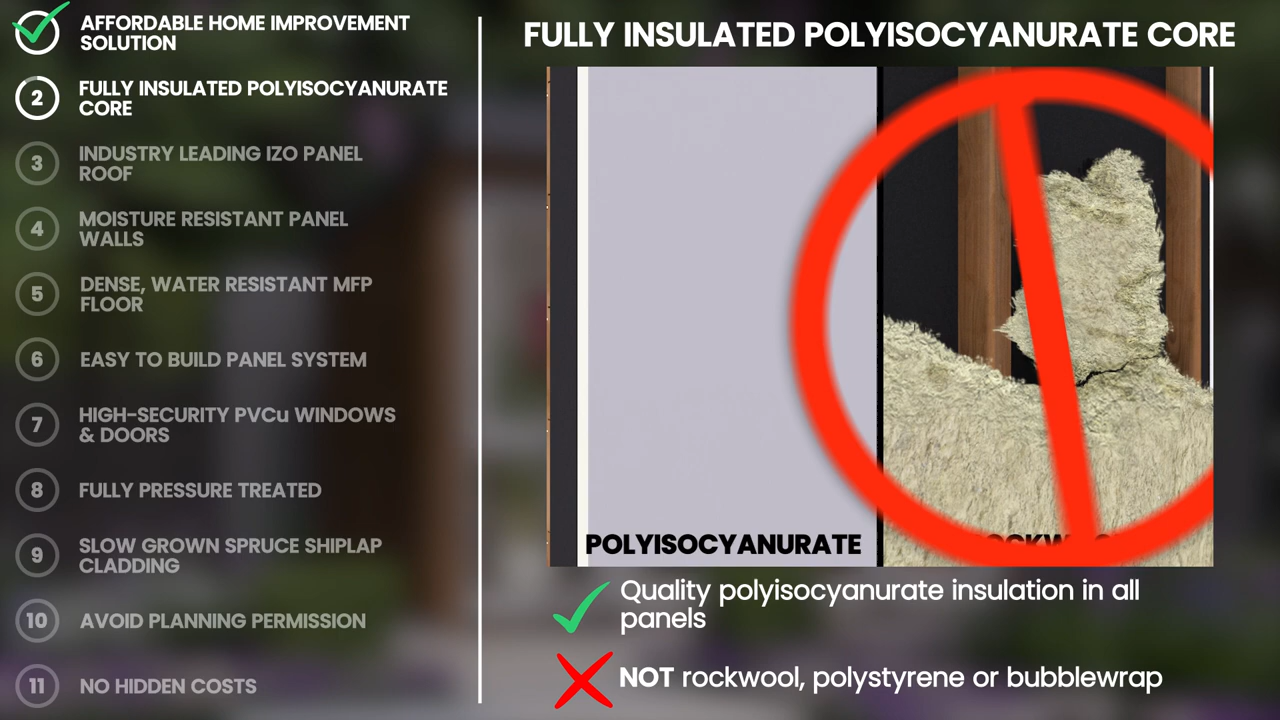 AFFORDABLE HOME IMPROVEMENT
SOLUTION
2
FULLY INSULATED POLYISOCYANURATE
CORE
3
INDUSTRY LEADING IZO PANEL
ROOF
4
MOISTURE RESISTANT PANEL
WALLS
5
DENSE, WATER RESISTANT MFP
FLOOR
6
EASY TO BUILD PANEL SYSTEM
7
HIGH-SECURITY PVCu WINDOWS
& DOORS
8
FULLY PRESSURE TREATED
9
SLOW GROWN SPRUCE SHIPLAP
CLADDING
10
AVOID PLANNING PERMISSION
11
NO HIDDEN COSTS
FULLY INSULATED POLYISOCYANURATE CORE
POLYISOCYANURATE
Quality polyisocyanurate insulation in all
panels
NOT rockwool, polystyrene or bubblewrap